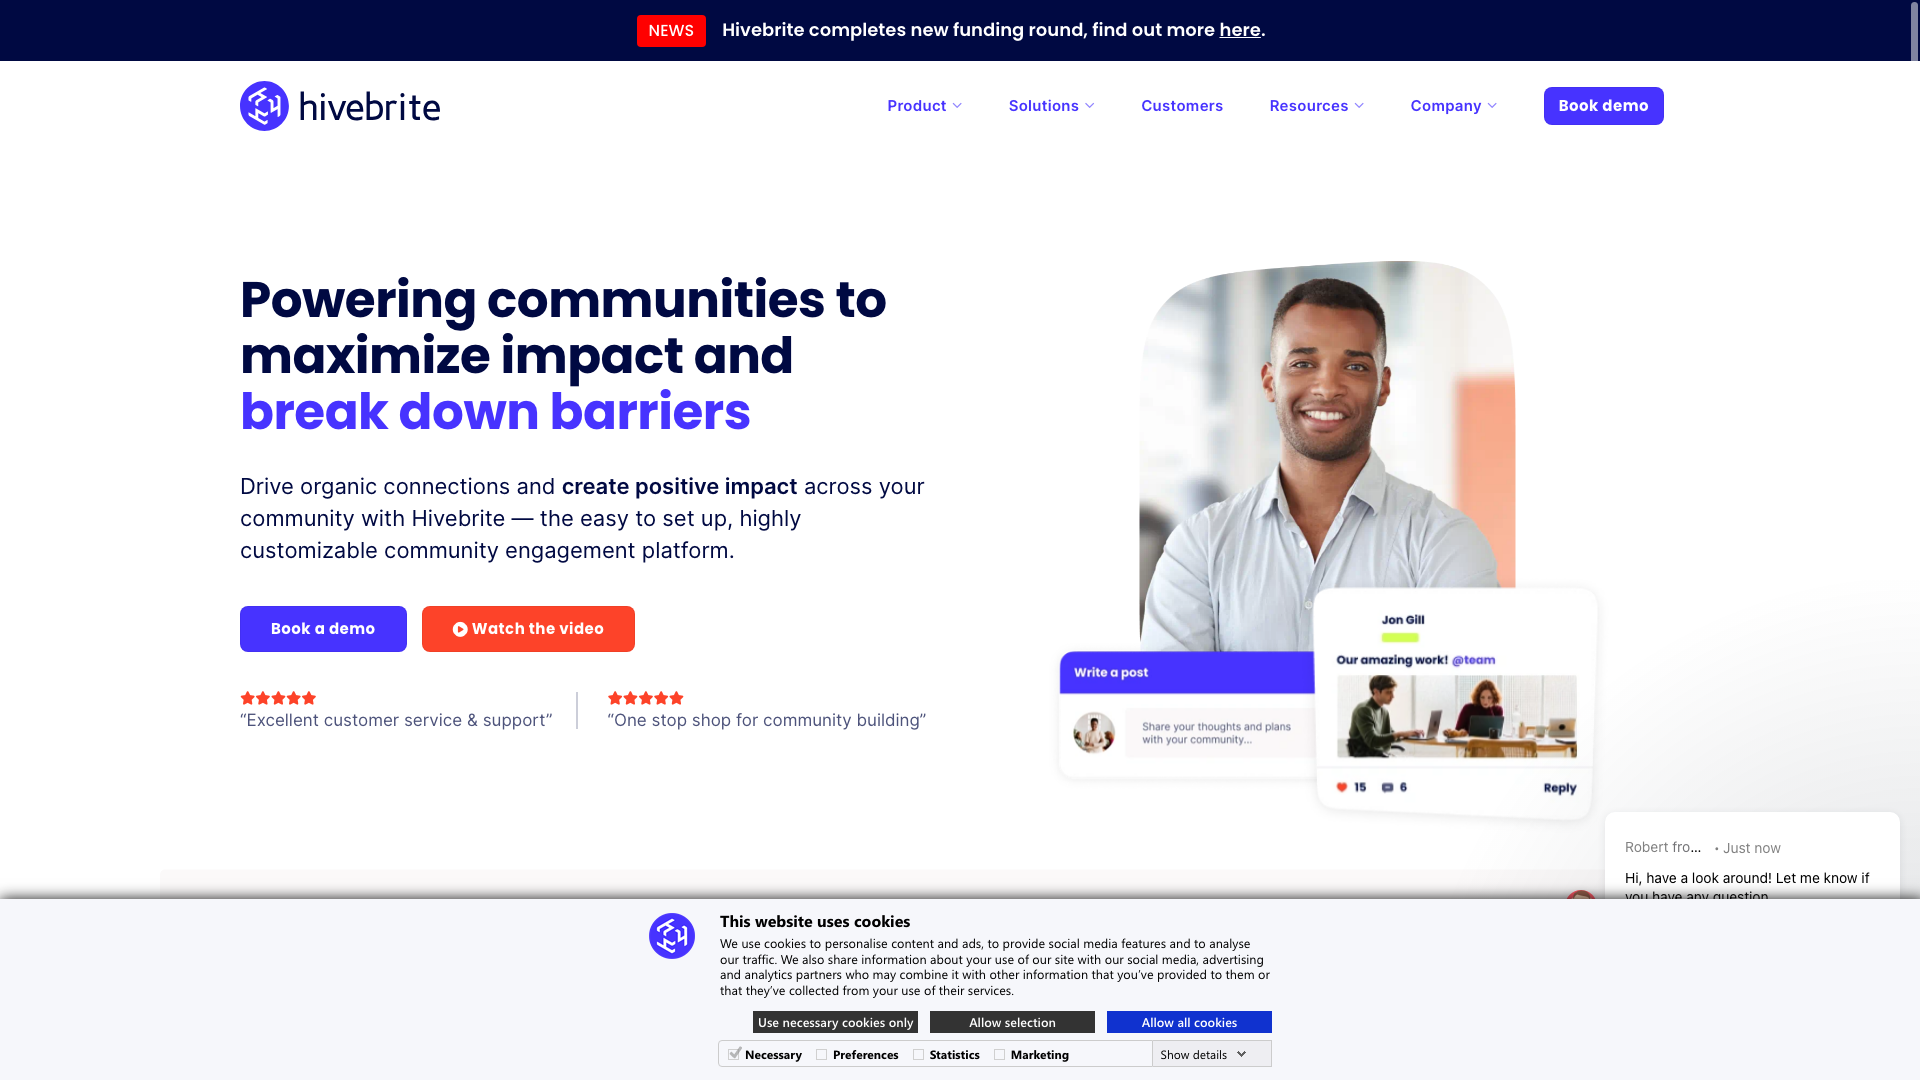 NEWS Hivebrite completes new funding round, find out more here.
hivebrite
Product Solutions Customers Resources Company Book demo
Powering communities to
maximize impact and
break down barriers
Drive organic connections and create positive impact across your
community with Hivebrite — the easy to set up, highly
customizable community engagement platform.
Book a demo Watch the video
“Excellent customer service & support” “One stop shop for community building”
Jon Gill
Our amazing work! @team
Write a post
Share your thoughts and plans
with your community...
15 6 Reply
Robert fro... • Just now
Hi, have a look around! Let me know if
you have any question
This website uses cookies
We use cookies to personalise content and ads, to provide social media features and to analyse
our traffic. We also share information about your use of our site with our social media, advertising
and analytics partners who may combine it with other information that you’ve provided to them or
that they’ve collected from your use of their services.
Use necessary cookies only Allow selection Allow all cookies
Necessary Preferences Statistics Marketing Show details